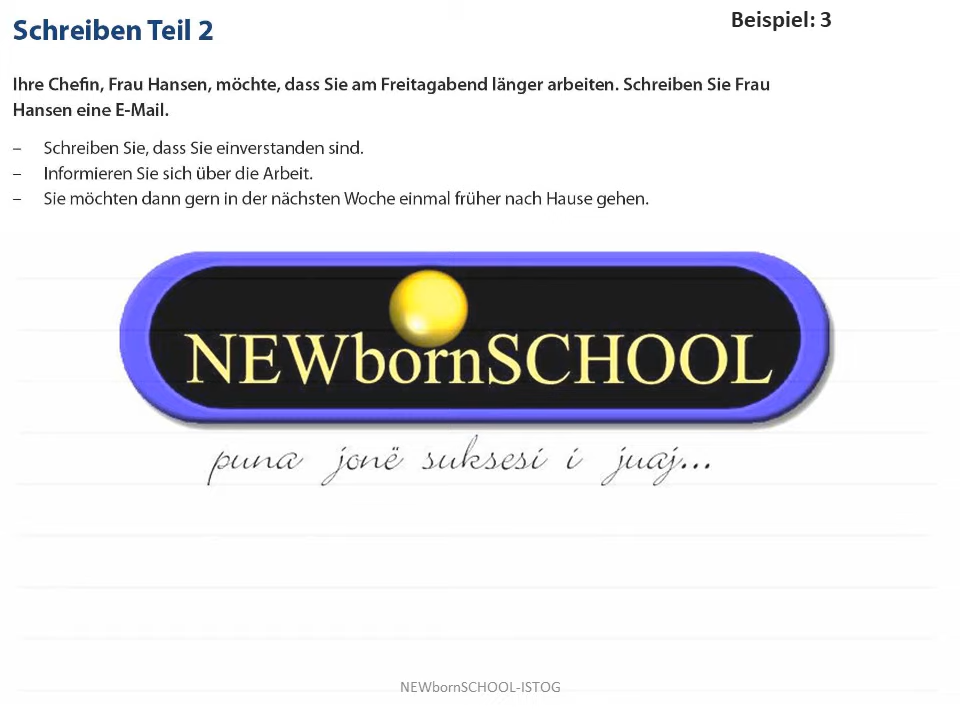 Schreiben Teil 2
Beispiel: 3
Ihre Chefin, Frau Hansen, möchte, dass Sie am Freitagabend länger arbeiten. Schreiben Sie Frau
Hansen eine E-Mail.
– Schreiben Sie, dass Sie einverstanden sind.
– Informieren Sie sich über die Arbeit.
– Sie möchten dann gern in der nächsten Woche einmal früher nach Hause gehen.
NEWbornSCHOOL
puna jonë suksesi i juaj...
NEWbornSCHOOL-ISTOG